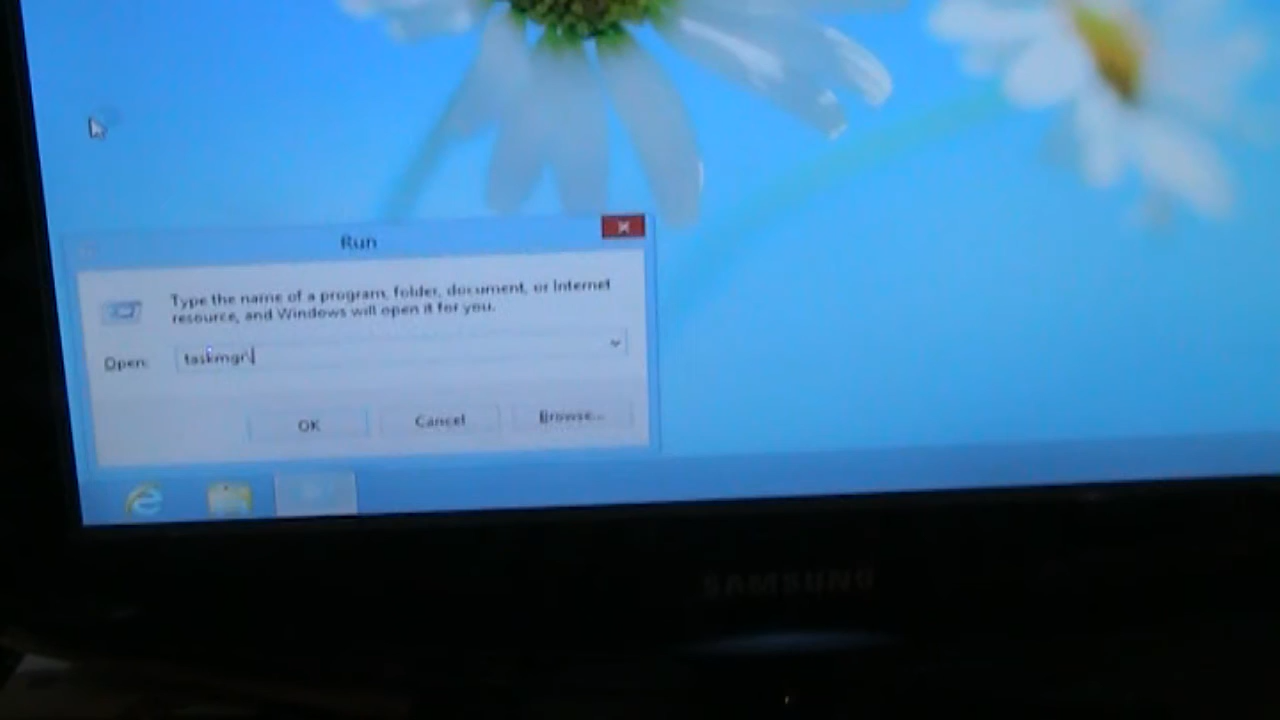 Run
Type the name of a program, folder, document, or Internet
resource, and Windows will open it for you.
Open: taskmgr\
OK Cancel Browse...
SAMSUNG